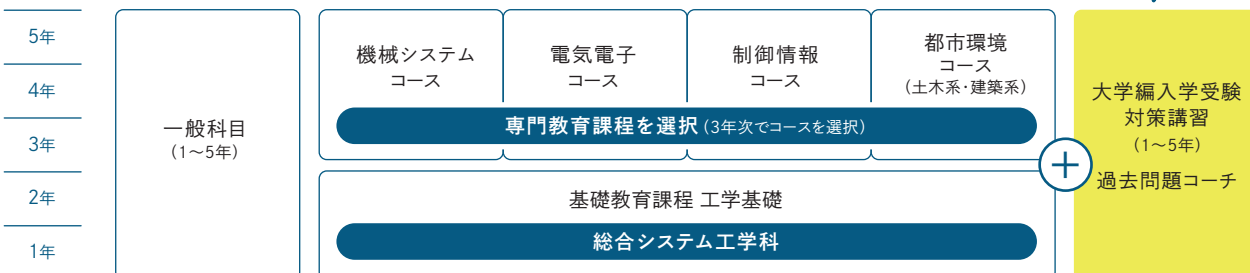 5年
4年
3年
2年
1年
一般科目
（1～5年）
機械システム
コース
電気電子
コース
制御情報
コース
都市環境
コース
（土木系・建築系）
専門教育課程を選択（3年次でコースを選択）
基礎教育課程 工学基礎
総合システム工学科
+
大学編入学受験
対策講習
（1～5年）
過去問題コーチ